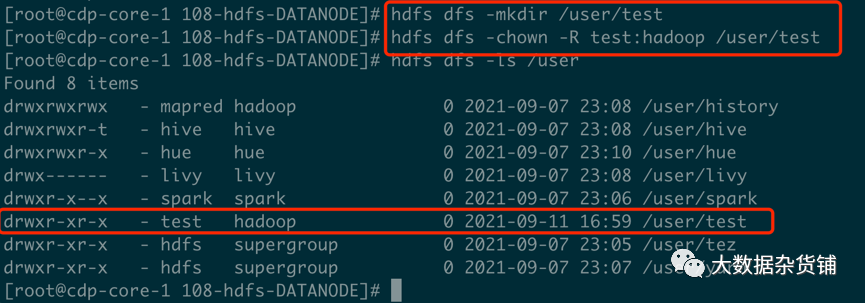 [root@cdp-core-1 108-hdfs-DATANODE]# hdfs dfs -mkdir /user/test
[root@cdp-core-1 108-hdfs-DATANODE]# hdfs dfs -chown -R test:hadoop /user/test
[root@cdp-core-1 108-hdfs-DATANODE]# hdfs dfs -ls /user
Found 8 items
drwxrwxrwx - mapred hadoop 0 2021-09-07 23:08 /user/history
drwxrwxr-t - hive hive 0 2021-09-07 23:08 /user/hive
drwxrwxr-x - hue hue 0 2021-09-07 23:10 /user/hue
drwx------ - livy livy 0 2021-09-07 23:08 /user/livy
drwxr-x--x - spark spark 0 2021-09-07 23:06 /user/spark
drwxr-xr-x - test hadoop 0 2021-09-11 16:59 /user/test
drwxr-xr-x - hdfs supergroup 0 2021-09-07 23:05 /user/tez
drwxr-xr-x - hdfs supergroup 0 2021-09-07 23:07
大数据杂货铺
[root@cdp-core-1 108-hdfs-DATANODE]#